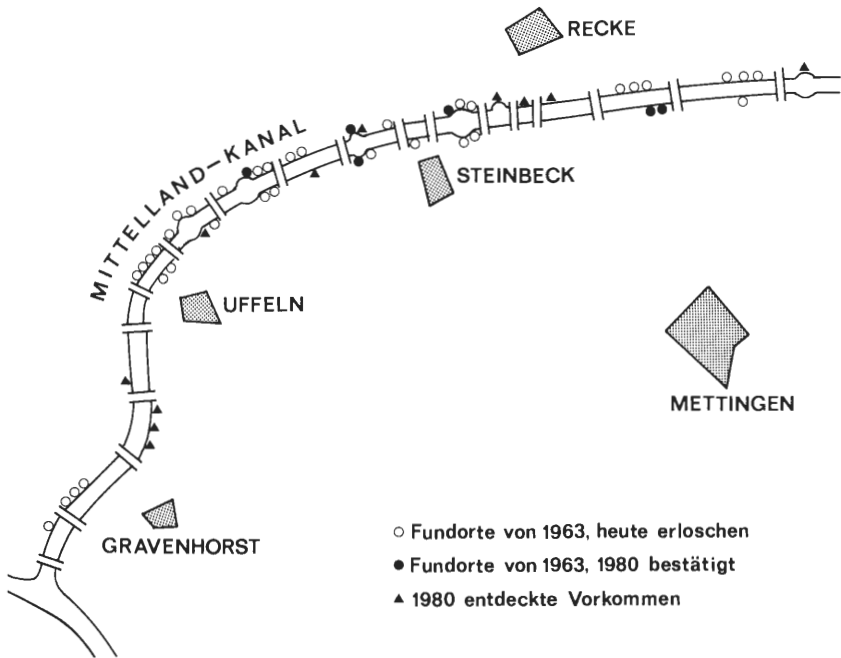 RECKE
MITTELLAND-KANAL
STEINBECK
UFFELN
METTINGEN
GRAVENHORST
Fundorte von 1963, heute erloschen
Fundorte von 1963, 1980 bestätigt
1980 entdeckte Vorkommen